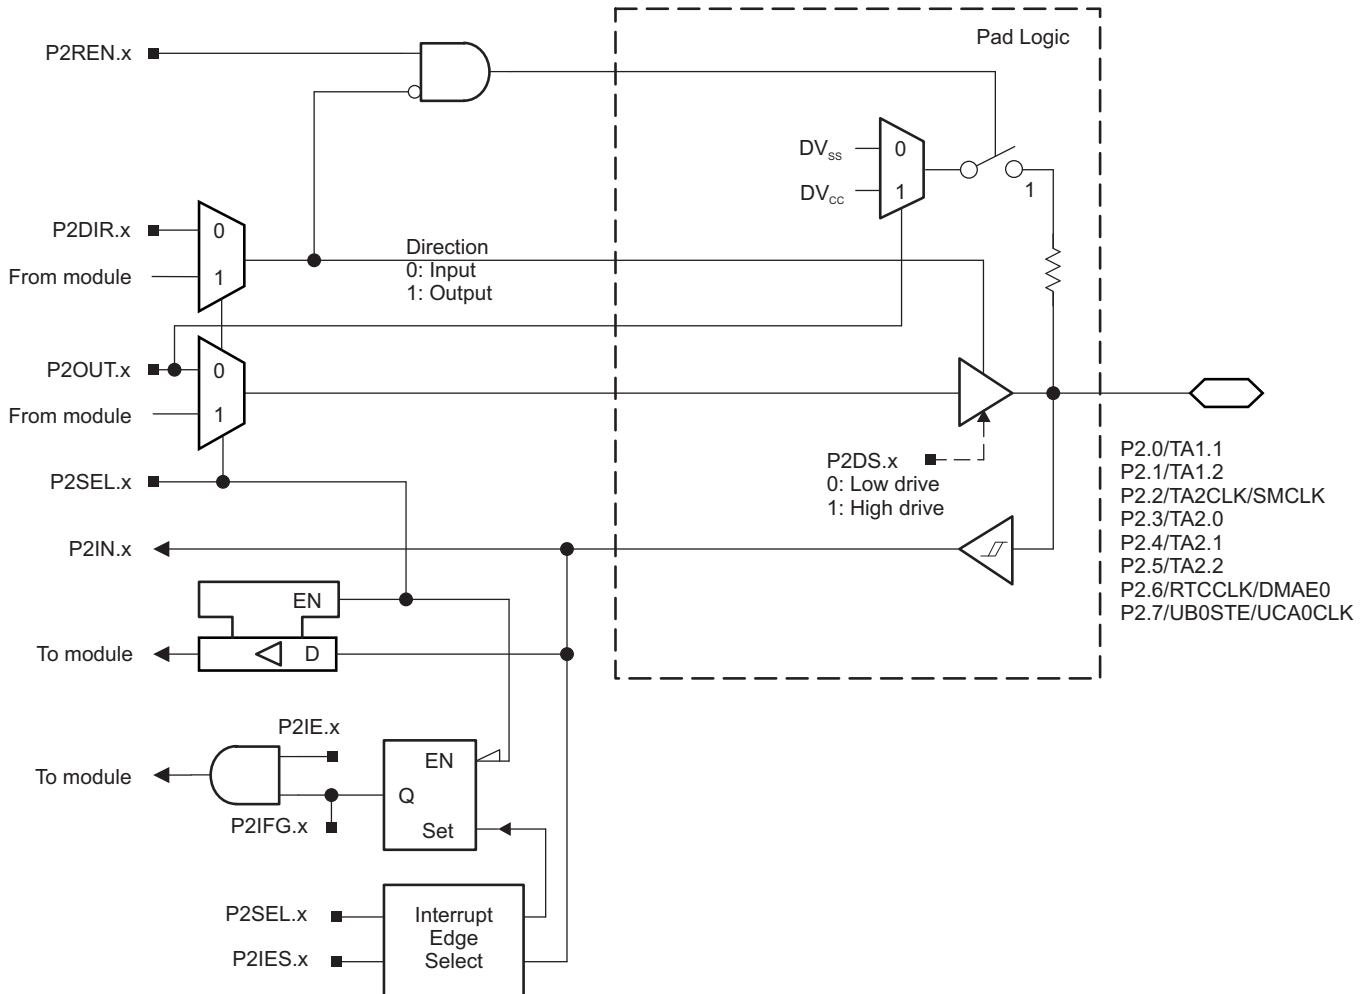 Pad Logic
P2REN.x
DVSS
0
DVCC
1
1
P2DIR.x
0
From module
1
Direction
0: Input
1: Output
P2OUT.x
0
From module
1
P2SEL.x
P2DS.x
0: Low drive
1: High drive
P2.0/TA1.1
P2.1/TA1.2
P2.2/TA2CLK/SMCLK
P2.3/TA2.0
P2.4/TA2.1
P2.5/TA2.2
P2.6/RTCCLK/DMAE0
P2.7/UB0STE/UCA0CLK
P2IN.x
EN
To module
D
P2IE.x
EN
To module
Q
P2IFG.x
Set
P2SEL.x
P2IES.x
Interrupt
Edge
Select